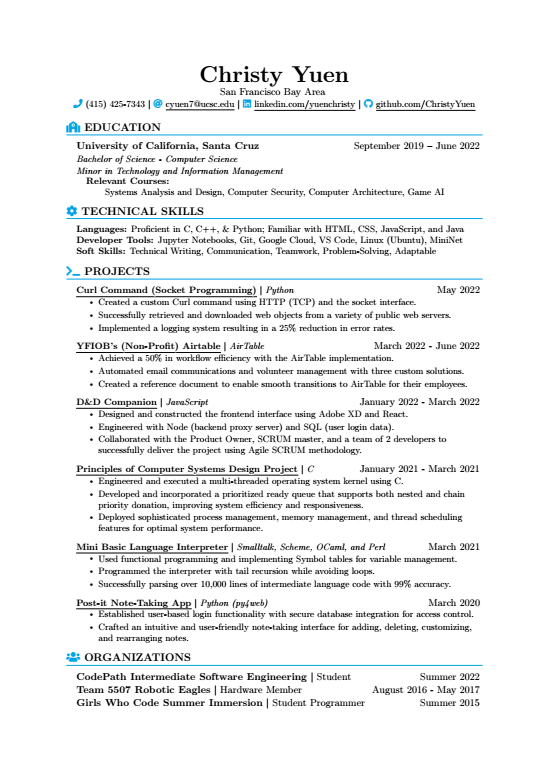 Christy Yuen
San Francisco Bay Area
(415) 425-7343 | cyuen7@ucsc.edu | linkedin.com/yuenchristy | github.com/ChristyYuen
EDUCATION
University of California, Santa Cruz September 2019 – June 2022
Bachelor of Science - Computer Science
Minor in Technology and Information Management
Relevant Courses:
Systems Analysis and Design, Computer Security, Computer Architecture, Game AI
TECHNICAL SKILLS
Languages: Proficient in C, C++, & Python; Familiar with HTML, CSS, JavaScript, and Java
Developer Tools: Jupyter Notebooks, Git, Google Cloud, VS Code, Linux (Ubuntu), MiniNet
Soft Skills: Technical Writing, Communication, Teamwork, Problem-Solving, Adaptable
PROJECTS
Curl Command (Socket Programming) | Python May 2022
• Created a custom Curl command using HTTP (TCP) and the socket interface.
• Successfully retrieved and downloaded web objects from a variety of public web servers.
• Implemented a logging system resulting in a 25% reduction in error rates.
YFIOB's (Non-Profit) Airtable | AirTable March 2022 - June 2022
• Achieved a 50% in workflow efficiency with the AirTable implementation.
• Automated email communications and volunteer management with three custom solutions.
• Created a reference document to enable smooth transitions to AirTable for their employees.
D&D Companion | JavaScript January 2022 - March 2022
• Designed and constructed the frontend interface using Adobe XD and React.
• Engineered with Node (backend proxy server) and SQL (user login data).
• Collaborated with the Product Owner, SCRUM master, and a team of 2 developers to
successfully deliver the project using Agile SCRUM methodology.
Principles of Computer Systems Design Project | C January 2021 - March 2021
• Engineered and executed a multi-threaded operating system kernel using C.
• Developed and incorporated a prioritized ready queue that supports both nested and chain
priority donation, improving system efficiency and responsiveness.
• Deployed sophisticated process management, memory management, and thread scheduling
features for optimal system performance.
Mini Basic Language Interpreter | Smalltalk, Scheme, OCaml, and Perl March 2021
• Used functional programming and implementing Symbol tables for variable management.
• Programmed the interpreter with tail recursion while avoiding loops.
• Successfully parsing over 10,000 lines of intermediate language code with 99% accuracy.
Post-it Note-Taking App | Python (py4web) March 2020
• Established user-based login functionality with secure database integration for access control.
• Crafted an intuitive and user-friendly note-taking interface for adding, deleting, customizing,
and rearranging notes.
ORGANIZATIONS
CodePath Intermediate Software Engineering | Student Summer 2022
Team 5507 Robotic Eagles | Hardware Member August 2016 - May 2017
Girls Who Code Summer Immersion | Student Programmer Summer 2015